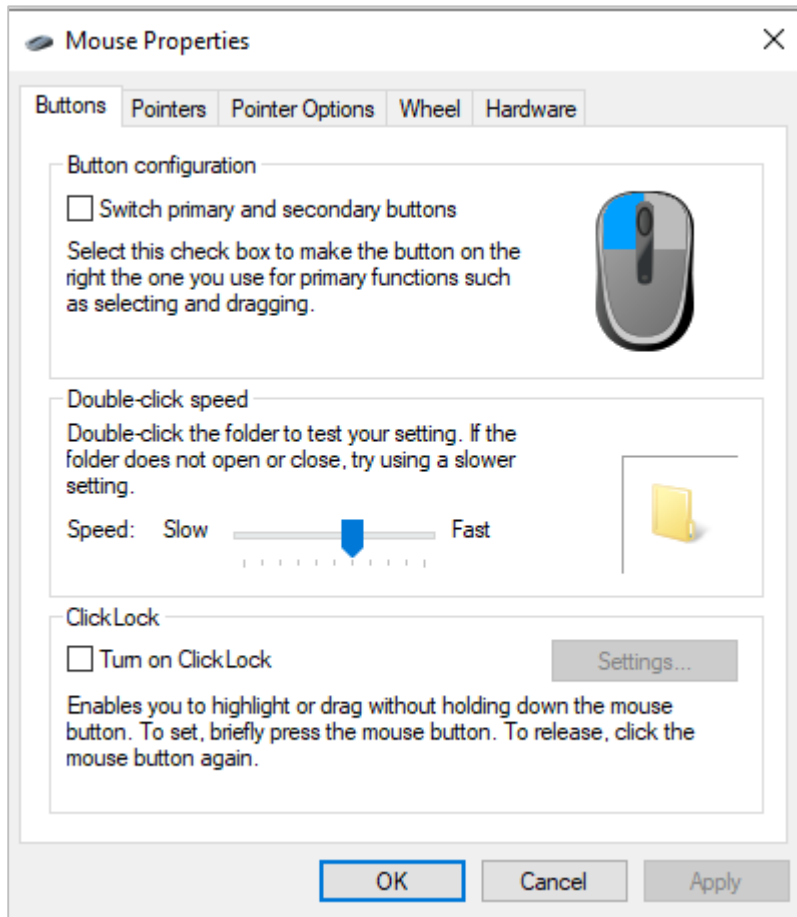 Mouse Properties
Buttons Pointers Pointer Options Wheel Hardware
Button configuration
Switch primary and secondary buttons
Select this check box to make the button on the
right the one you use for primary functions such
as selecting and dragging.
Double-click speed
Double-click the folder to test your setting. If the
folder does not open or close, try using a slower
setting.
Speed: Slow Fast
ClickLock
Turn on ClickLock
Settings...
Enables you to highlight or drag without holding down the mouse
button. To set, briefly press the mouse button. To release, click the
mouse button again.
OK Cancel Apply